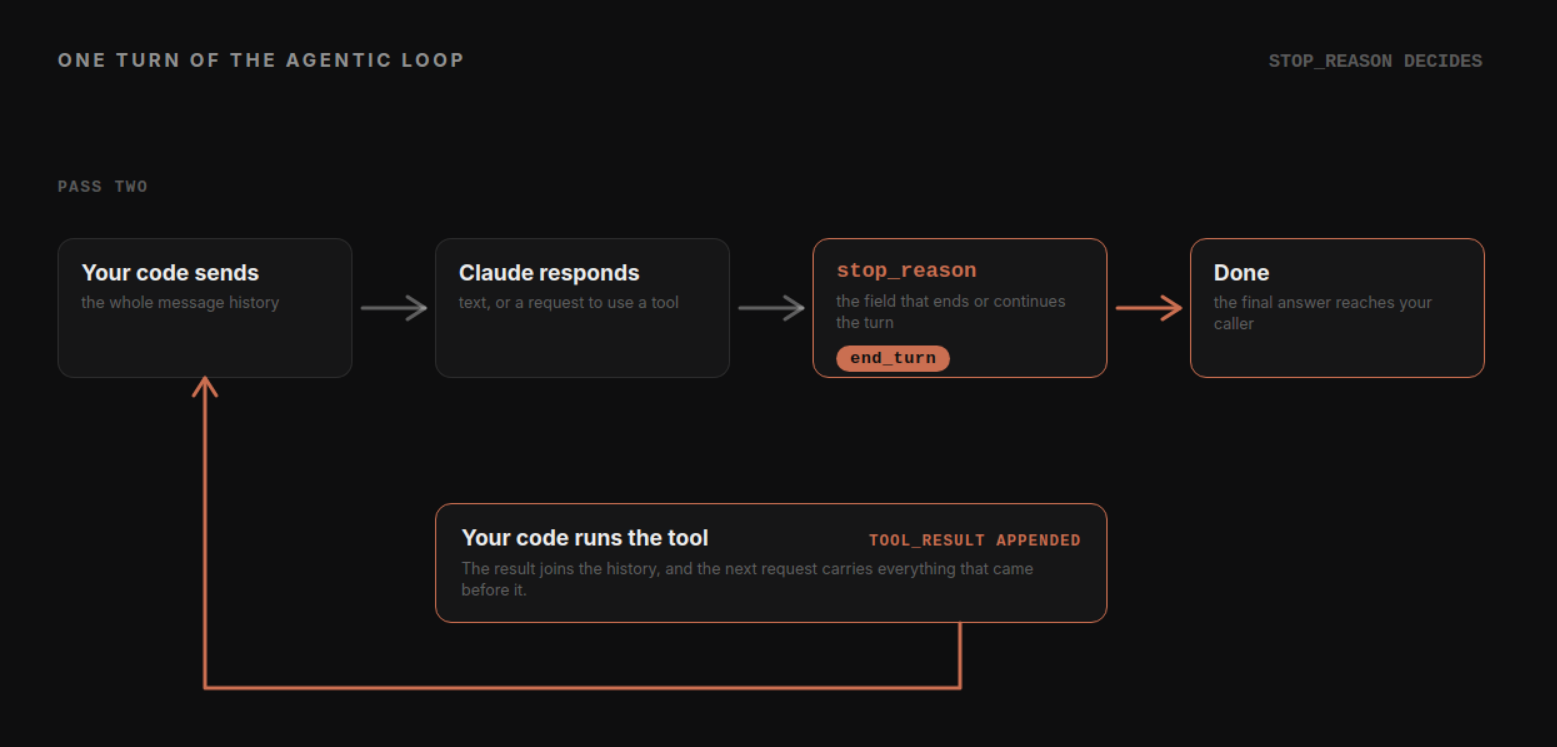 ONE TURN OF THE AGENTIC LOOP
STOP_REASON DECIDES
PASS TWO
Your code sends
the whole message history
Claude responds
text, or a request to use a tool
stop_reason
the field that ends or continues
the turn
end_turn
Done
the final answer reaches your
caller
Your code runs the tool
TOOL_RESULT APPENDED
The result joins the history, and the next request carries everything that came
before it.